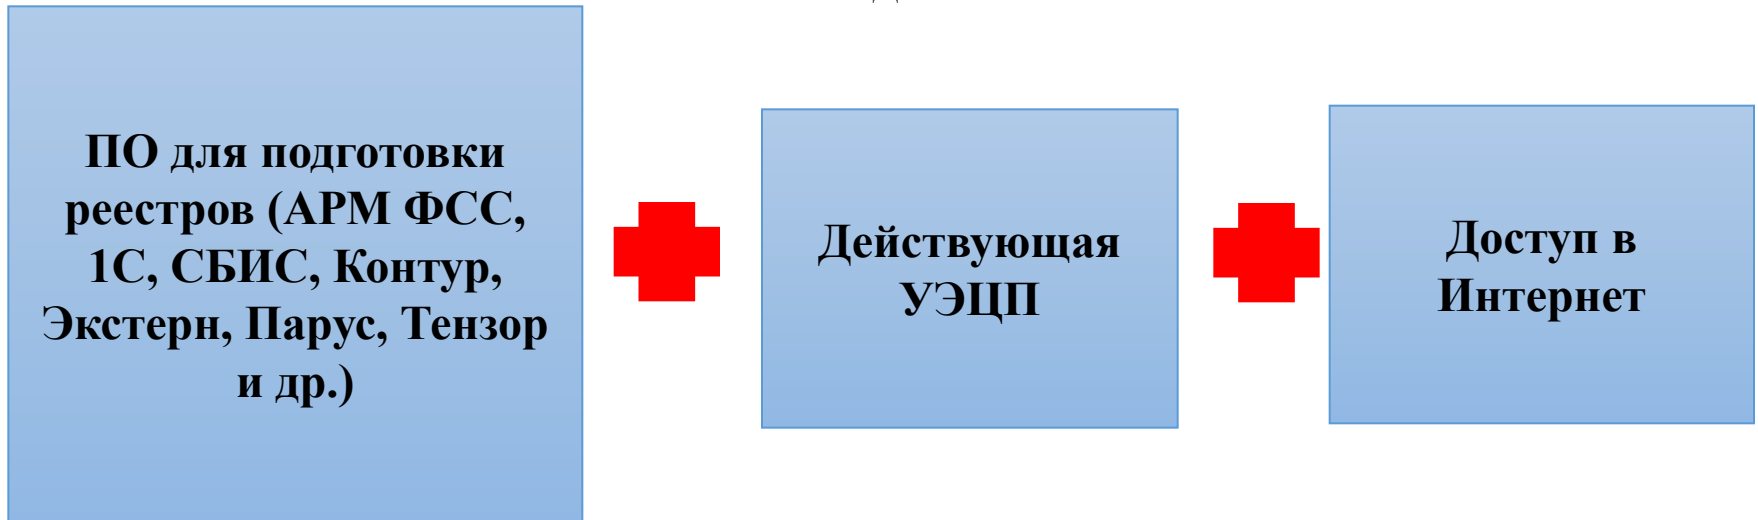 ПО для подготовки
реестров (АРМ ФСС,
1С, СБИС, Контур,
Экстерн, Парус, Тензор
и др.)
Действующая
УЭЦП
Доступ в
Интернет